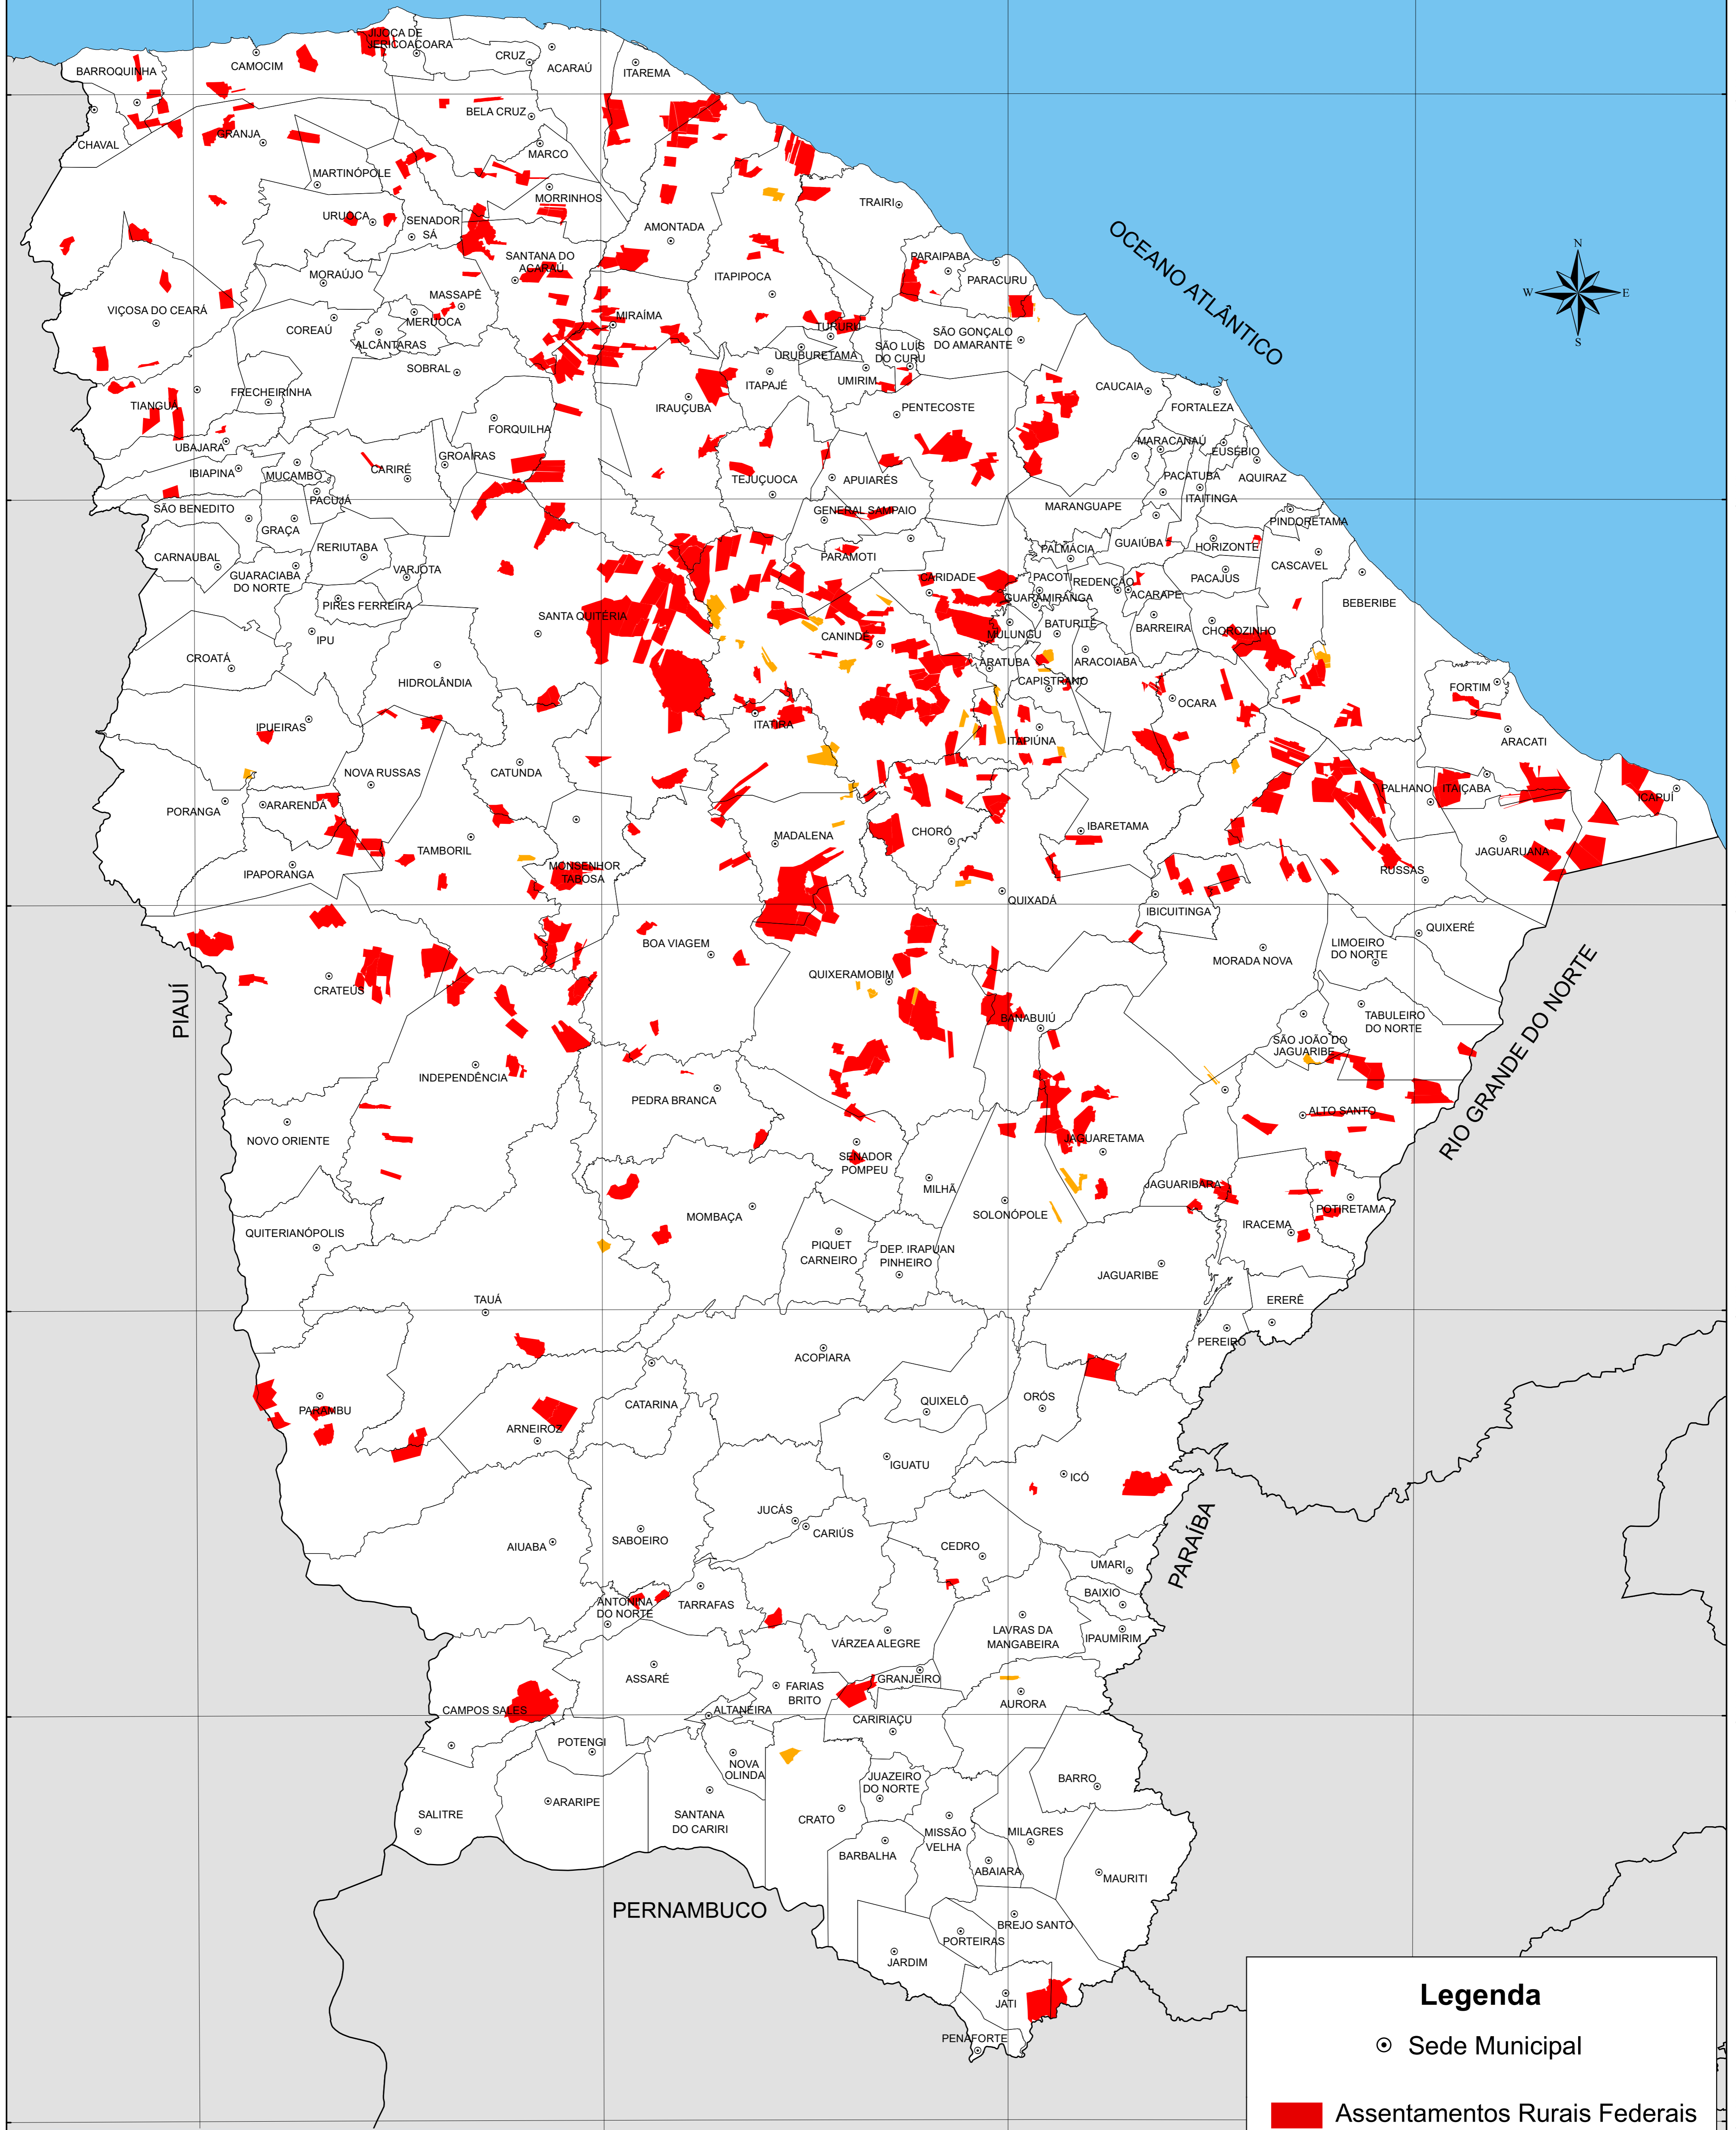 JIJOCA DE
JERICOACOARA
CRUZ
ACARAÚ
ITAREMA
BARROQUINHA
CAMOCIM
BELA CRUZ
CHAVAL
GRANJA
MARCO
MARTINÓPOLE
MORRINHOS
URUOCA
SENADOR
SÁ
AMONTADA
TRAIRI
OCEANO ATLÂNTICO
N
W
E
S
SANTANA DO
ACARAÚ
ITAPIPOCA
PARAIPABA
PARACURU
MORAÚJO
MASSAPÊ
VIÇOSA DO CEARÁ
MERUOCA
MIRAÍMA
COREAÚ
ALCÂNTARAS
TURURU
SÃO GONÇALO
DO AMARANTE
URUBURETAMA
SÃO LUÍS
DO CURU
SOBRAL
ITAPAJÉ
UMIRIM
CAUCAIA
FRECHEIRINHA
TIANGUÁ
IRAUÇUBA
PENTECOSTE
FORTALEZA
UBAJARA
FORQUILHA
MARACANAÚ
EUSÉBIO
IBIAPINA
MUCAMBO
CARIRÉ
GROAÍRAS
TEJUÇUOCA
APUIARÉS
PACATUBA
AQUIRAZ
ITAITINGA
PACUJÁ
SÃO BENEDITO
GENERAL SAMPAIO
MARANGUAPE
PINDORETAMA
GRAÇA
RERIUTABA
PARAMOTI
PALMÁCIA
GUAIÚBA
HORIZONTE
CARNAUBAL
GUARACIABA
DO NORTE
VARJOTA
CARIDADE
PACOTI
REDENÇÃO
PACAJUS
CASCAVEL
PIRES FERREIRA
GUARAMIRANGA
ACARAPE
BEBERIBE
SANTA QUITÉRIA
IPU
CANINDÉ
MULUNGU
BATURITÉ
BARREIRA
CHOROZINHO
CROATÁ
ARATUBA
ARACOIABA
HIDROLÂNDIA
CAPISTRANO
FORTIM
OCARA
IPUEIRAS
ITATIRA
ITAPIÚNA
ARACATI
NOVA RUSSAS
CATUNDA
PALHANO
ITAIÇABA
ICAPUÍ
PORANGA
ARARENDA
MADALENA
CHORÓ
IBARETAMA
TAMBORIL
JAGUARUANA
IPAPORANGA
MONSENHOR
TABOSA
RUSSAS
QUIXADÁ
IBICUITINGA
QUIXERÉ
BOA VIAGEM
LIMOEIRO
DO NORTE
MORADA NOVA
CRATEÚS
QUIXERAMOBIM
PIAUÍ
BANABUIÚ
TABULEIRO
DO NORTE
SÃO JOÃO DO
JAGUARIBE
RIO GRANDE DO NORTE
INDEPENDÊNCIA
PEDRA BRANCA
ALTO SANTO
NOVO ORIENTE
JAGUARETAMA
SENADOR
POMPEU
MILHÃ
JAGUARIBARA
MOMBAÇA
SOLONÓPOLE
POTIRETAMA
IRACEMA
QUITERIANÓPOLIS
PIQUET
CARNEIRO
DEP. IRAPUAN
PINHEIRO
JAGUARIBE
TAUÁ
ERERÊ
PEREIRO
ACOPIARA
PARAMBU
CATARINA
QUIXELÔ
ORÓS
ARNEIROZ
IGUATU
ICÓ
JUCÁS
CARIÚS
AIUABA
SABOEIRO
CEDRO
UMARI
PARAÍBA
BAIXIO
ANTONINA
DO NORTE
TARRAFAS
VÁRZEA ALEGRE
LAVRAS DA
MANGABEIRA
IPAUMIRIM
ASSARÉ
FARIAS
BRITO
GRANJEIRO
AURORA
CAMPOS SALES
ALTANEIRA
CARIRIAÇU
POTENGI
NOVA
OLINDA
JUAZEIRO
DO NORTE
BARRO
ARARIPE
SALITRE
SANTANA
DO CARIRI
CRATO
MISSÃO
VELHA
MILAGRES
BARBALHA
ABAIARA
MAURITI
PERNAMBUCO
BREJO SANTO
PORTEIRAS
JARDIM
JATI
PENAFORTE
Legenda
Sede Municipal
Assentamentos Rurais Federais